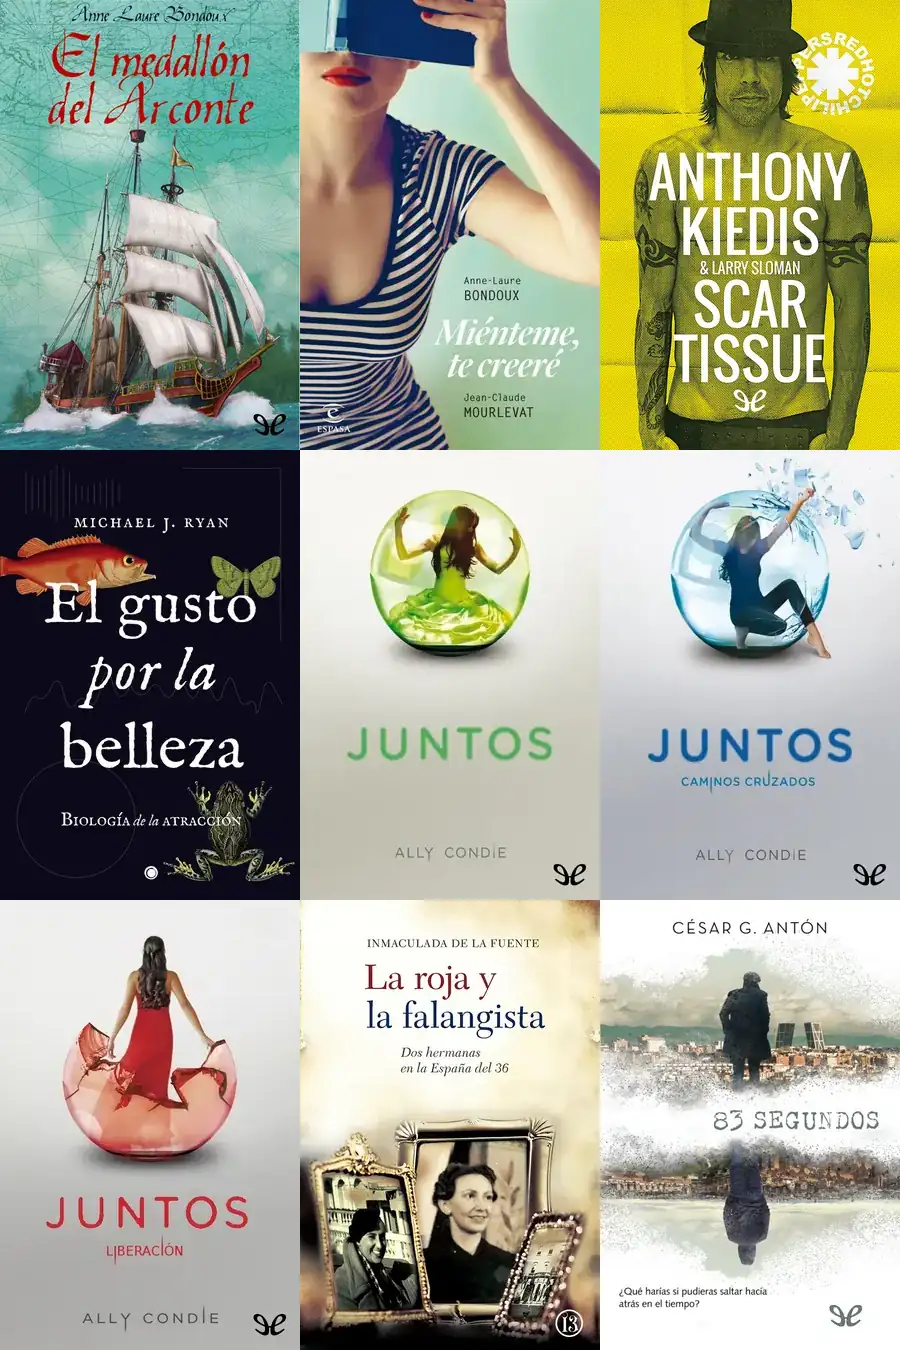 Anne Laure Bondoux
El medallón
del Arconte
Anne-Laure
BONDOUX
Miénteme,
te creeré
Jean-Claude
MOURLEVAT
ESPASA
RED HOT CHILI PEPPERS
ANTHONY
KIEDIS
& LARRY SLOMAN
SCAR
TISSUE
MICHAEL J. RYAN
El gusto
por la
belleza
BIOLOGÍA de la ATRACCIÓN
JUNTOS
ALLY CONDIE
JUNTOS
CAMINOS CRUZADOS
ALLY CONDIE
JUNTOS
LIBERACIÓN
ALLY CONDIE
INMACULADA DE LA FUENTE
La roja y
la falangista
Dos hermanas
en la España del 36
13
CÉSAR G. ANTÓN
83 SEGUNDOS
¿Qué harías si pudieras saltar hacía
atrás en el tiempo?